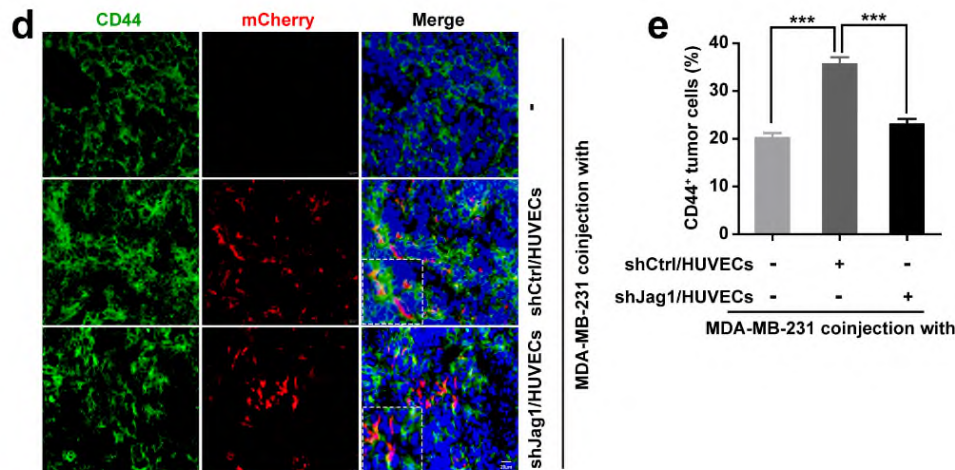 d
CD44 mCherry Merge
-
shCtrl/HUVECs
shJag1/HUVECs
MDA-MB-231 coinjection with
20μm
e
*** ***
CD44+ tumor cells (%)
40
30
20
10
0
shCtrl/HUVECs - + -
shJag1/HUVECs - - +
MDA-MB-231 coinjection with